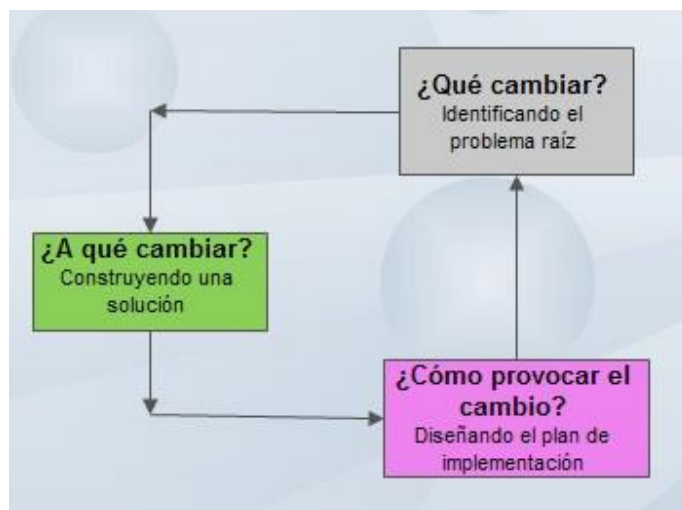 ¿Qué cambiar?
Identificando el
problema raíz
¿A qué cambiar?
Construyendo una
solución
¿Cómo provocar el
cambio?
Diseñando el plan de
implementación